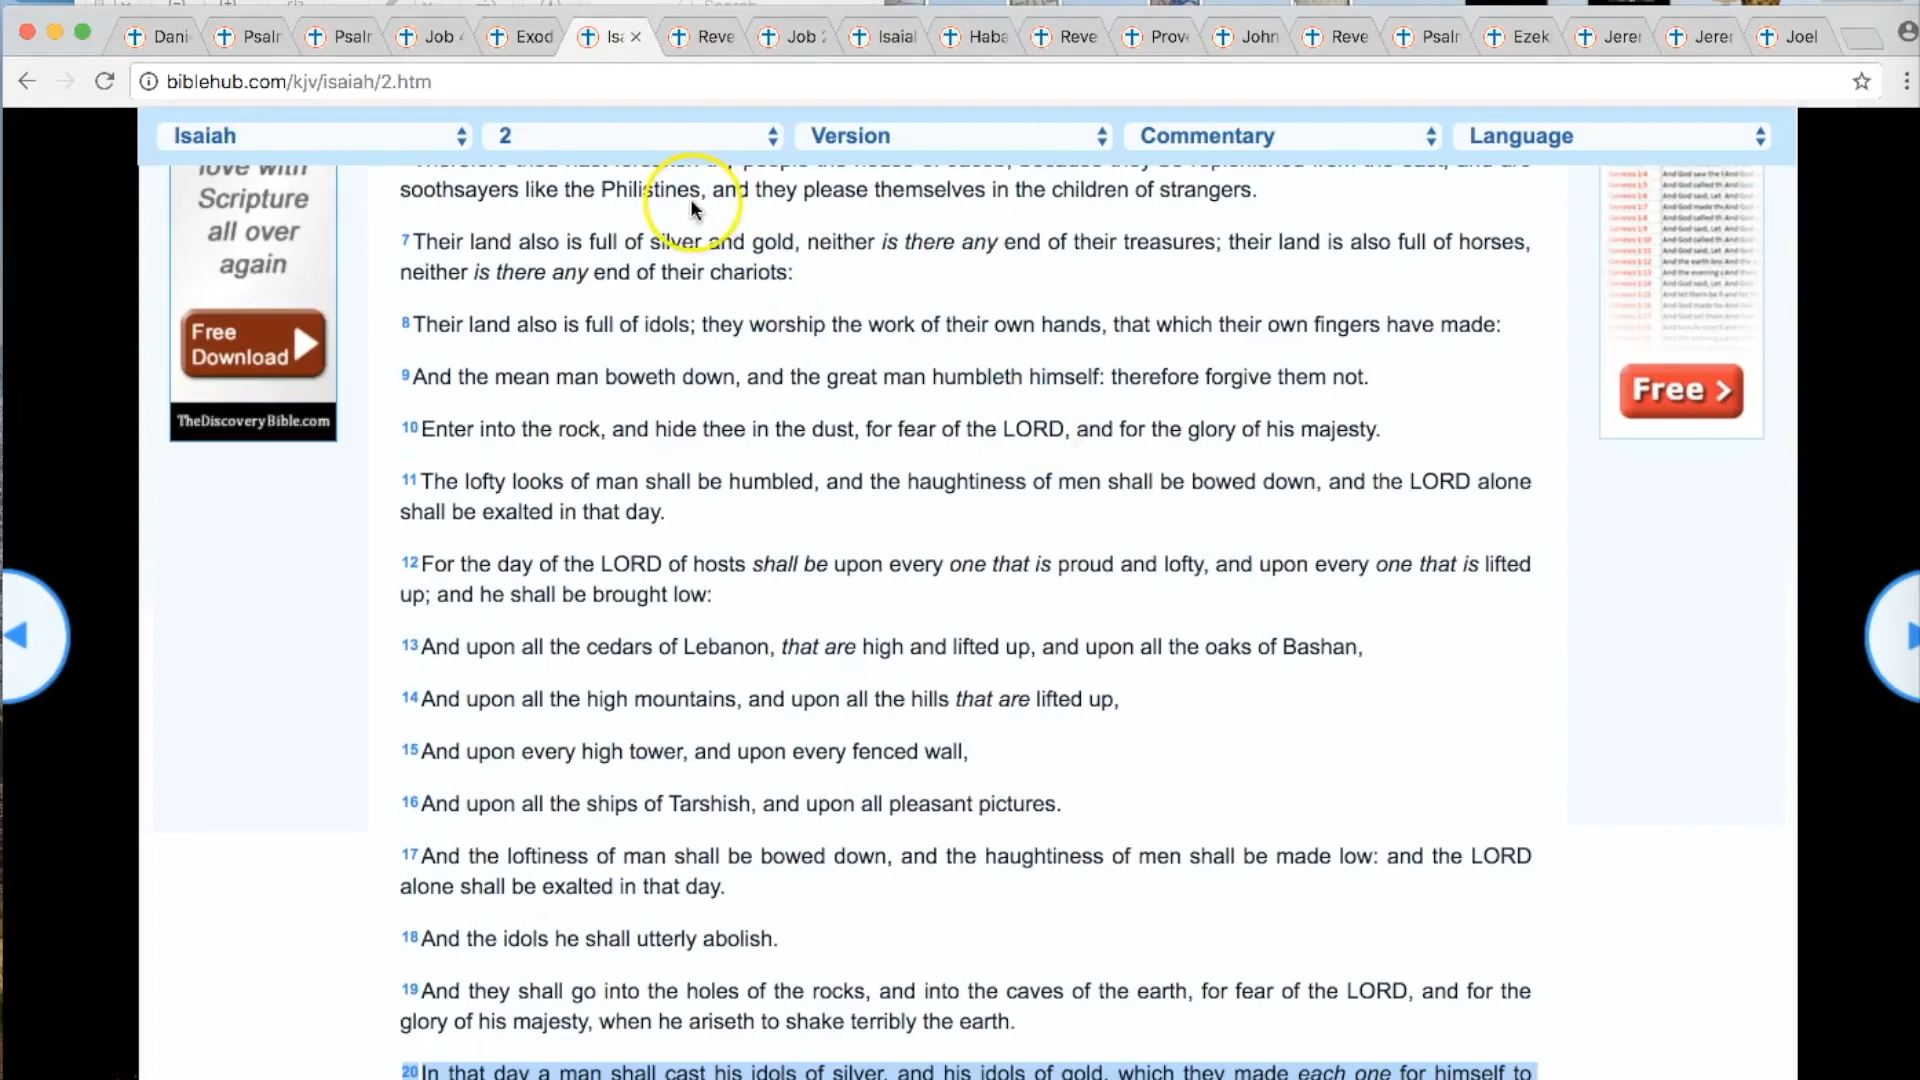 Search
Dani
Psalr
Psalr
Job 4
Exod
Isa
Reve
Job 2
Isaial
Haba
Reve
Prove
John
Reve
Psalr
Ezek
Jerer
Jerer
Joel
biblehub.com/kjv/isaiah/2.htm
Isaiah
2
Version
Commentary
Language
love with
Scripture
all over
again
Free
Download
TheDiscoveryBible.com
soothsayers like the Philistines, and they please themselves in the children of strangers.
7 Their land also is full of silver and gold, neither is there any end of their treasures; their land is also full of horses,
neither is there any end of their chariots:
8 Their land also is full of idols; they worship the work of their own hands, that which their own fingers have made:
9 And the mean man boweth down, and the great man humbleth himself: therefore forgive them not.
10 Enter into the rock, and hide thee in the dust, for fear of the LORD, and for the glory of his majesty.
11 The lofty looks of man shall be humbled, and the haughtiness of men shall be bowed down, and the LORD alone
shall be exalted in that day.
12 For the day of the LORD of hosts shall be upon every one that is proud and lofty, and upon every one that is lifted
up; and he shall be brought low:
13 And upon all the cedars of Lebanon, that are high and lifted up, and upon all the oaks of Bashan,
14 And upon all the high mountains, and upon all the hills that are lifted up,
15 And upon every high tower, and upon every fenced wall,
16 And upon all the ships of Tarshish, and upon all pleasant pictures.
17 And the loftiness of man shall be bowed down, and the haughtiness of men shall be made low: and the LORD
alone shall be exalted in that day.
18 And the idols he shall utterly abolish.
19 And they shall go into the holes of the rocks, and into the caves of the earth, for fear of the LORD, and for the
glory of his majesty, when he ariseth to shake terribly the earth.
20 In that day a man shall cast his idols of silver, and his idols of gold, which they made each one for himself to
Free >